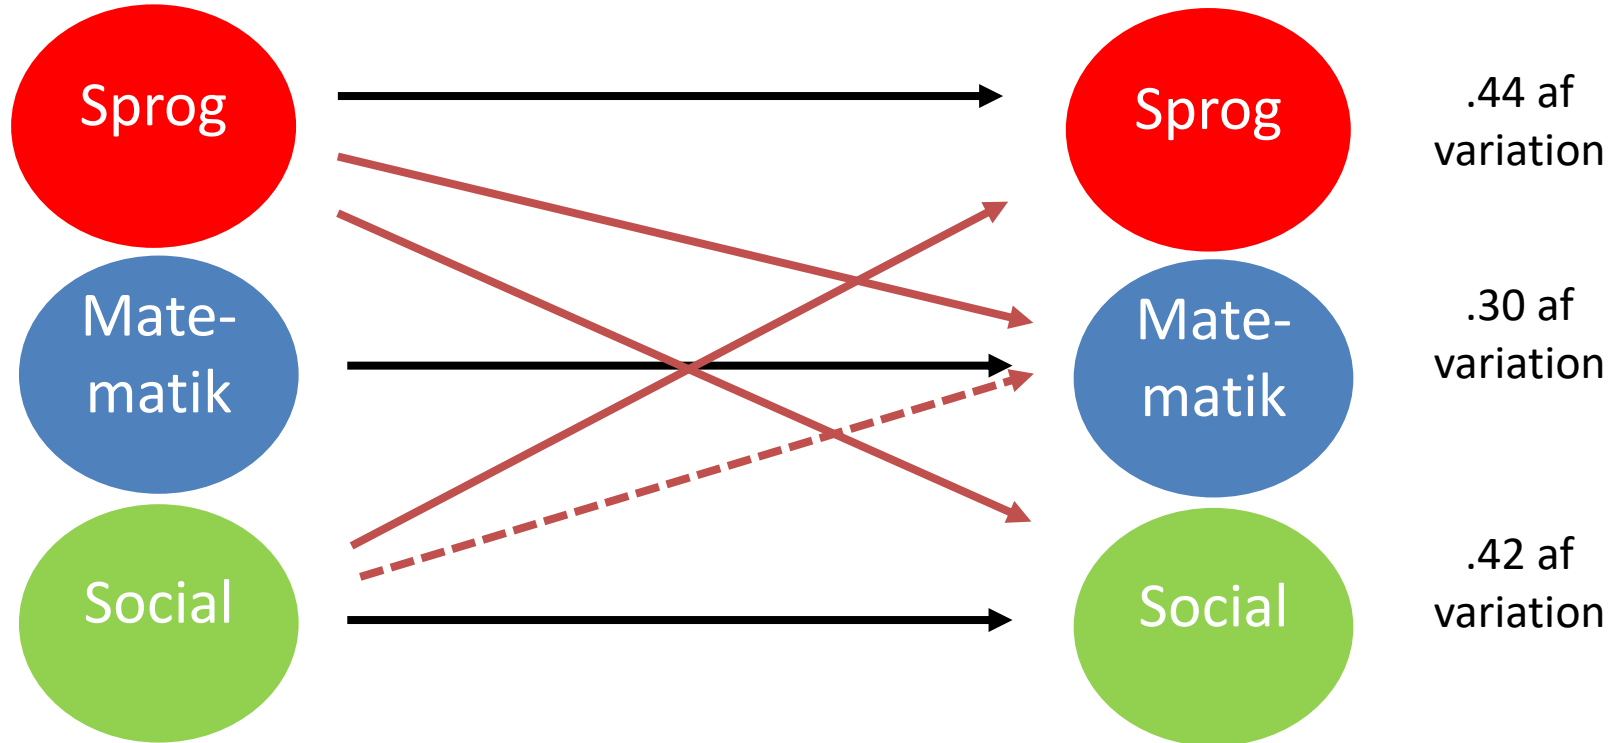 Sprog
Sprog
.44 af
variation
Mate-
matik
Mate-
matik
.30 af
variation
Social
Social
.42 af
variation